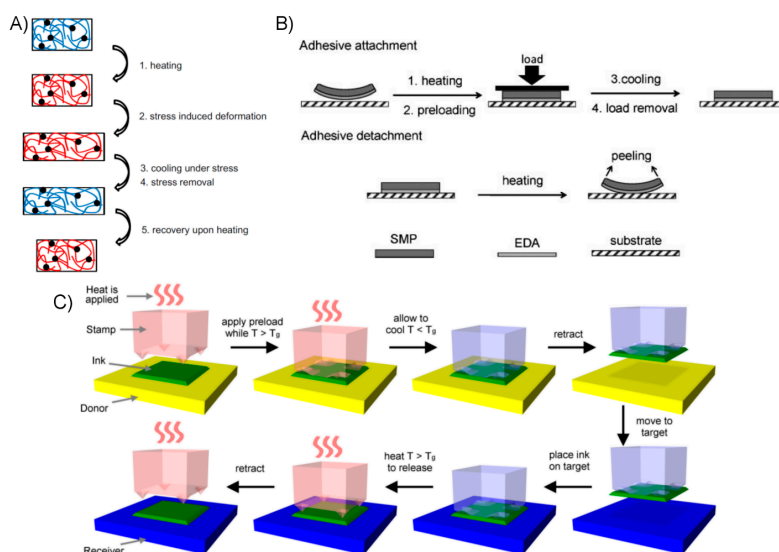 A)
1. heating
2. stress induced deformation
3. cooling under stress
4. stress removal
5. recovery upon heating
B)
Adhesive attachment
1. heating
2. preloading
load
3.cooling
4. load removal
Adhesive detachment
heating
peeling
SMP
EDA
substrate
C)
Heat is
applied
Stamp
Ink
Donor
apply preload
while T > Tg
allow to
cool T < Tg
retract
move to
target
place ink
on target
heat T > Tg
to release
retract
Receiver